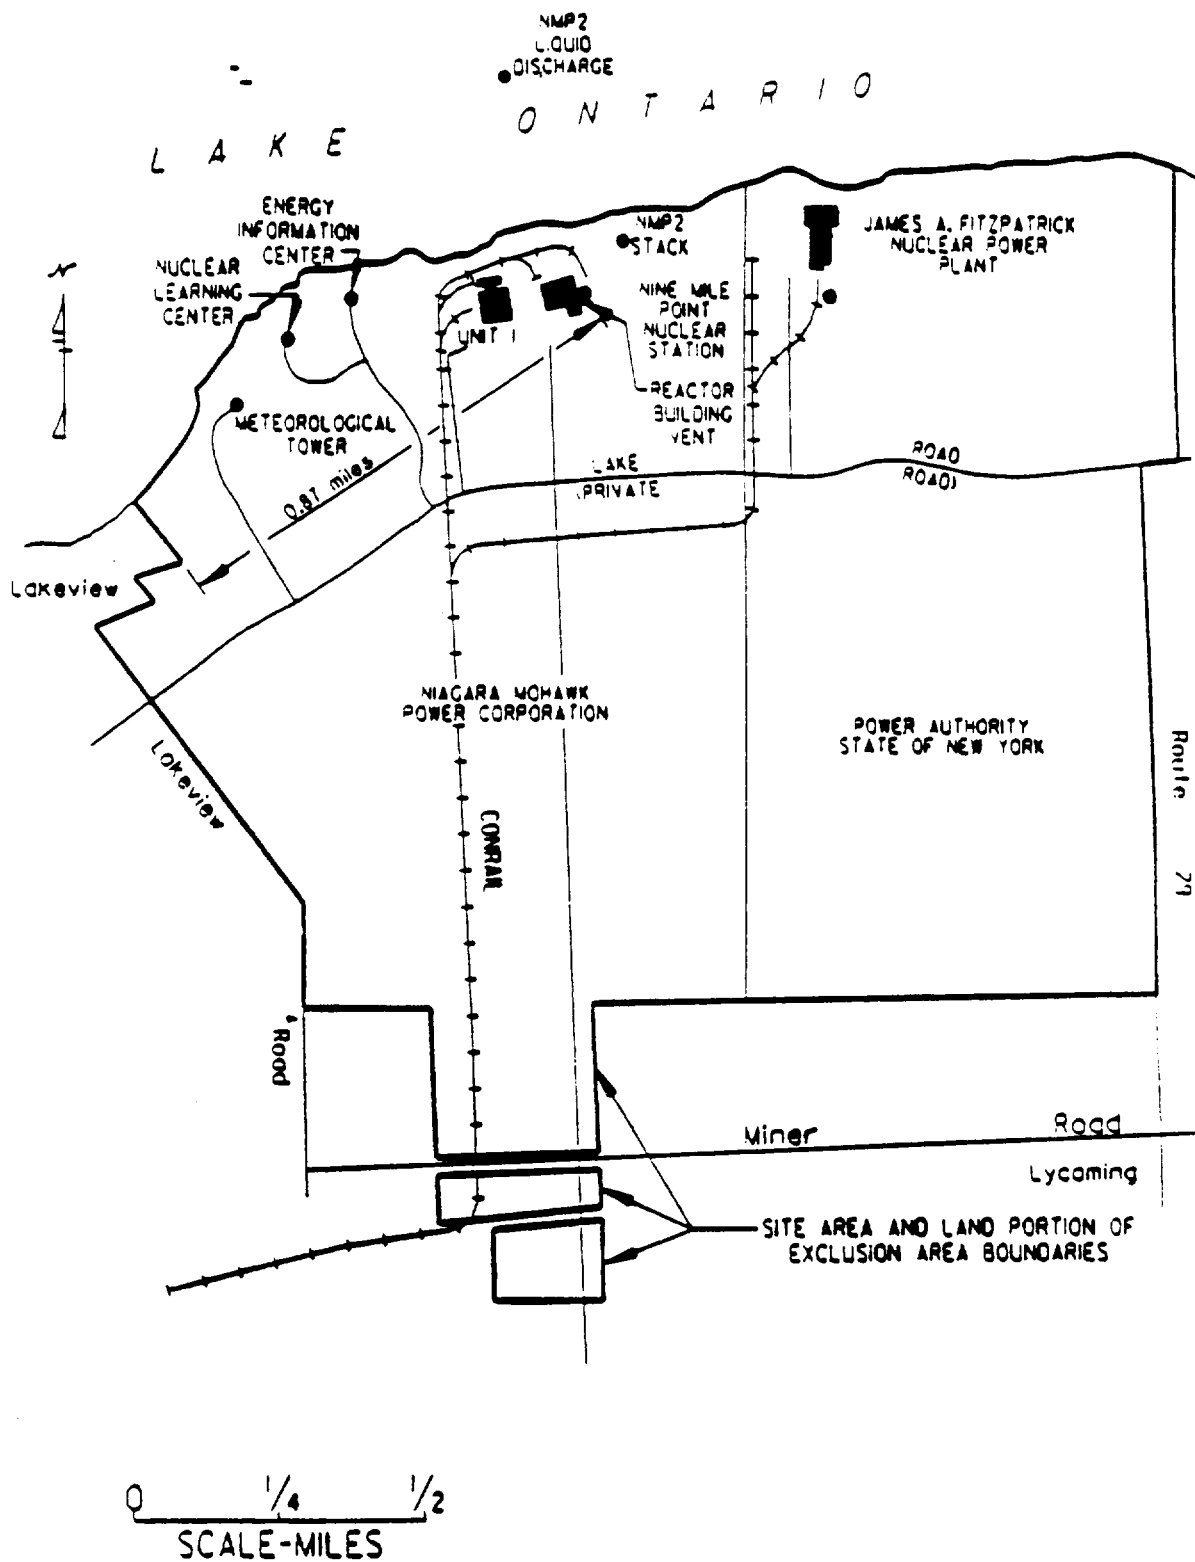 NMP2
LIQUID
DISCHARGE
LAKE ONTARIO
ENERGY
INFORMATION
CENTER
NUCLEAR
LEARNING
CENTER
N
NMP2
STACK
JAMES A. FITZPATRICK
NUCLEAR POWER
PLANT
NINE MILE
POINT
NUCLEAR
STATION
UNIT 1
REACTOR
BUILDING
VENT
METEOROLOGICAL
TOWER
0.87 miles
LAKE ROAD
(PRIVATE ROAD)
Lakeview
NIAGARA MOHAWK
POWER CORPORATION
POWER AUTHORITY
STATE OF NEW YORK
Lakeview
Route 29
CONRAIL
Road
Miner Road
Lycoming
SITE AREA AND LAND PORTION OF
EXCLUSION AREA BOUNDARIES
0 1/4 1/2
SCALE-MILES